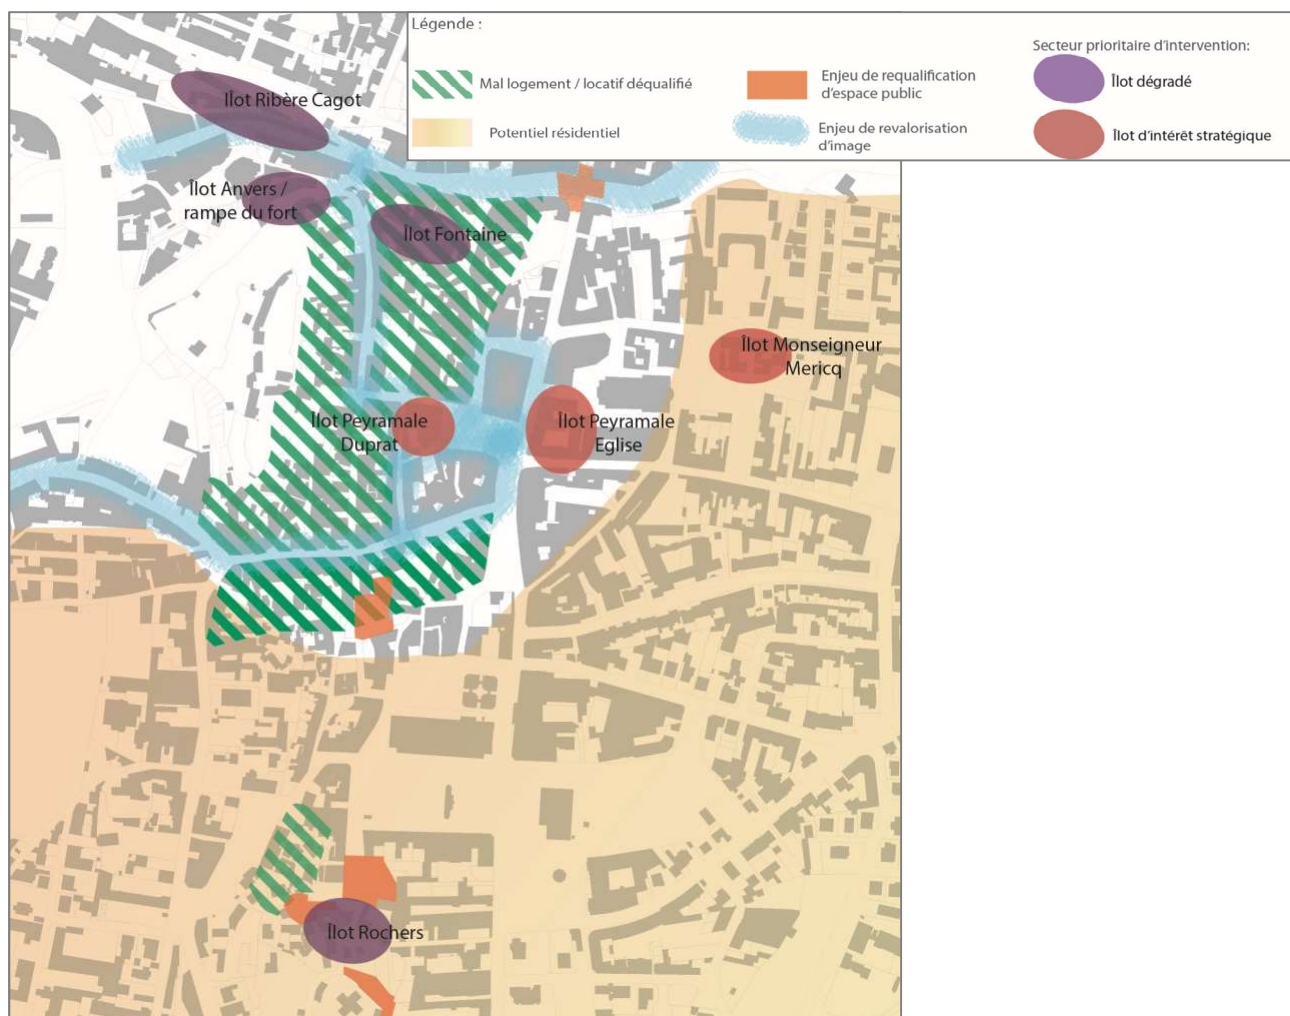 Légende :
Mal logement / locatif déqualifié
Potentiel résidentiel
Enjeu de requalification
d'espace public
Enjeu de revalorisation
d'image
Secteur prioritaire d'intervention:
Îlot dégradé
Îlot d'intérêt stratégique
Îlot Ribère Cagot
Îlot Anvers /
rampe du fort
Îlot Fontaine
Îlot Monseigneur
Mericq
Îlot Peyramale
Duprat
Îlot Peyramale
Eglise
Îlot Rochers